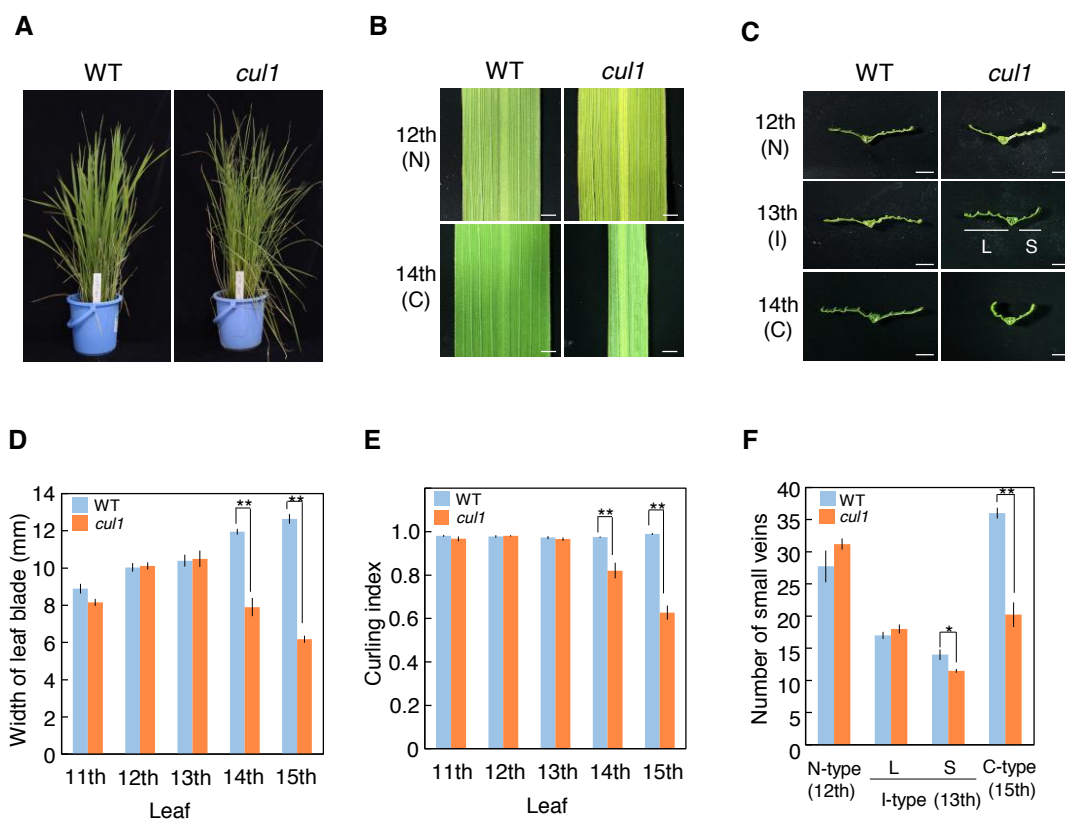 A
WT
cul1
B
WT
cul1
12th
(N)
14th
(C)
C
WT
cul1
12th
(N)
13th
(I)
L
S
14th
(C)
D
Width of leaf blade (mm)
14
12
10
8
6
4
2
0
WT
cul1
**
**
11th
12th
13th
14th
15th
Leaf
E
Curling index
1.0
0.8
0.6
0.4
0.2
0
WT
cul1
**
**
11th
12th
13th
14th
15th
Leaf
F
Number of small veins
40
35
30
25
20
15
10
5
0
WT
cul1
*
**
N-type
(12th)
L
S
I-type (13th)
C-type
(15th)